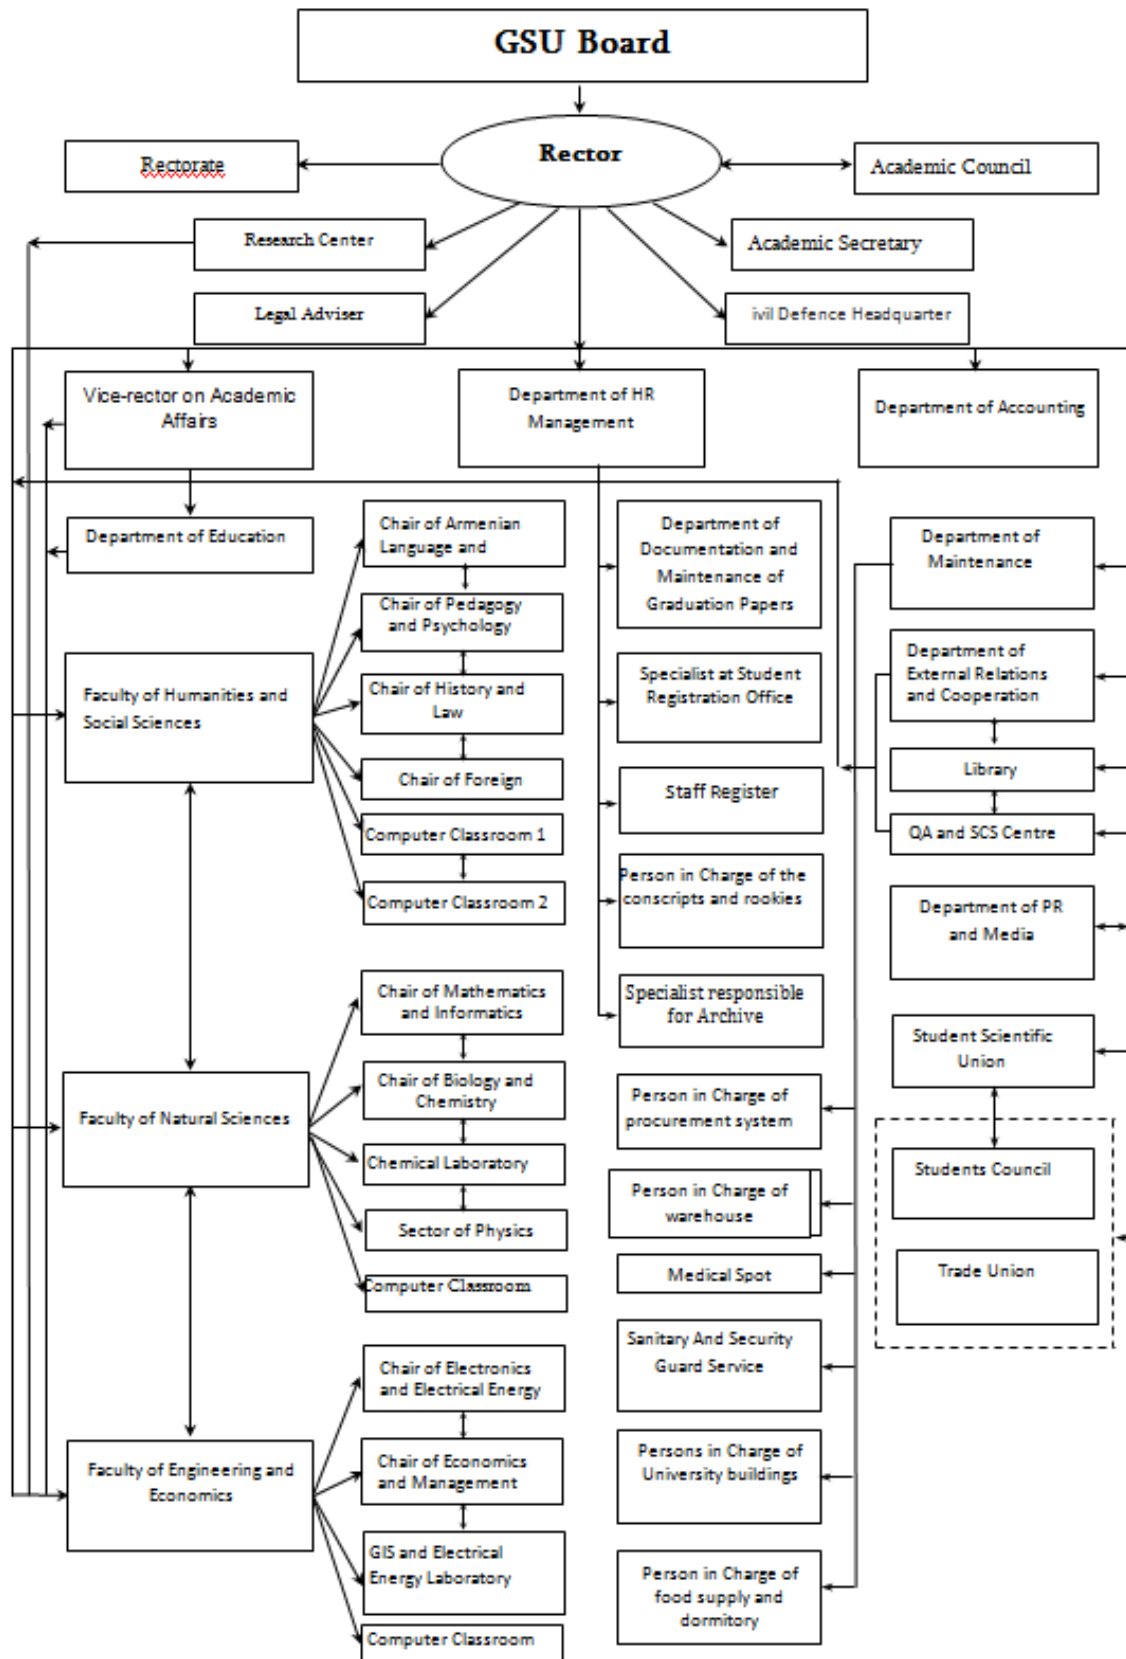 GSU Board
Rector
Rectorate
Academic Council
Research Center
Academic Secretary
Legal Adviser
ivil Defence Headquarter
Vice-rector on Academic
Affairs
Department of HR
Management
Department of Accounting
Department of Education
Chair of Armenian
Language and
Department of
Documentation and
Maintenance of
Graduation Papers
Department of
Maintenance
Chair of Pedagogy
and Psychology
Faculty of Humanities and
Social Sciences
Chair of History and
Law
Specialist at Student
Registration Office
Department of
External Relations
and Cooperation
Chair of Foreign
Staff Register
Library
Computer Classroom 1
QA and SCS Centre
Computer Classroom 2
Person in Charge of the
conscripts and rookies
Department of PR
and Media
Chair of Mathematics
and Informatics
Specialist responsible
for Archive
Student Scientific
Union
Faculty of Natural Sciences
Chair of Biology and
Chemistry
Person in Charge of
procurement system
Chemical Laboratory
Students Council
Sector of Physics
Person in Charge of
warehouse
Computer Classroom
Medical Spot
Trade Union
Chair of Electronics
and Electrical Energy
Sanitary And Security
Guard Service
Faculty of Engineering and
Economics
Chair of Economics
and Management
Persons in Charge of
University buildings
GIS and Electrical
Energy Laboratory
Person in Charge of
food supply and
dormitory
Computer Classroom